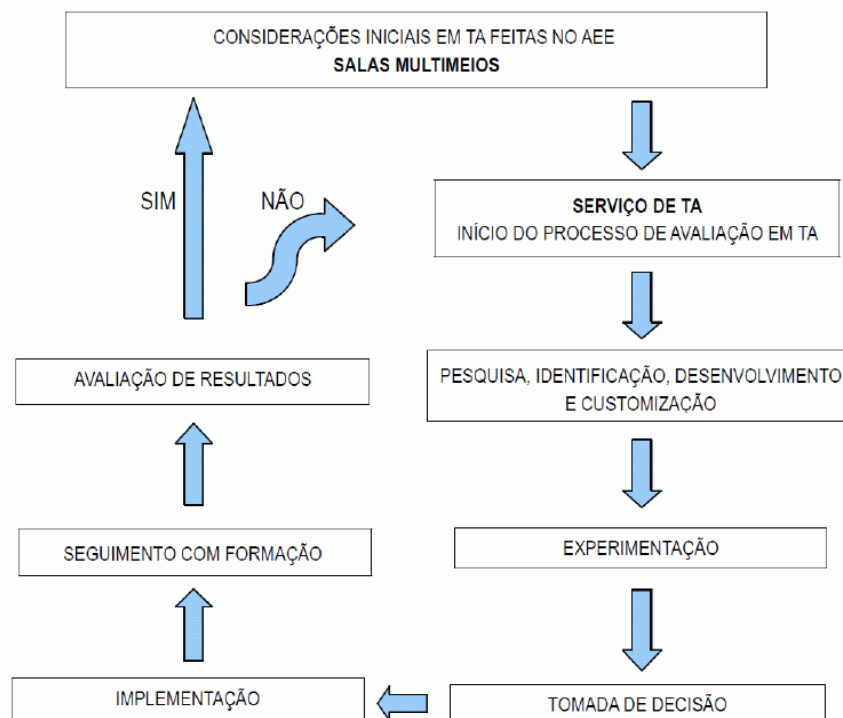 CONSIDERAÇÕES INICIAIS EM TA FEITAS NO AEE
SALAS MULTIMEIOS
SIM
NÃO
SERVIÇO DE TA
INÍCIO DO PROCESSO DE AVALIAÇÃO EM TA
AVALIAÇÃO DE RESULTADOS
PESQUISA, IDENTIFICAÇÃO, DESENVOLVIMENTO
E CUSTOMIZAÇÃO
SEGUIMENTO COM FORMAÇÃO
EXPERIMENTAÇÃO
IMPLEMENTAÇÃO
TOMADA DE DECISÃO